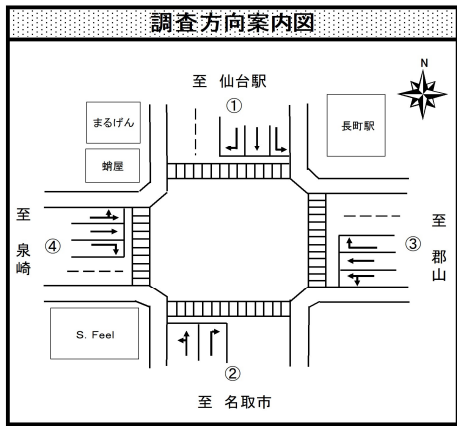 調査方向案内図
至 仙台駅
①
N
まるげん
蛸屋
長町駅
至 泉崎
④
至 郡山
③
S. Feel
②
至 名取市